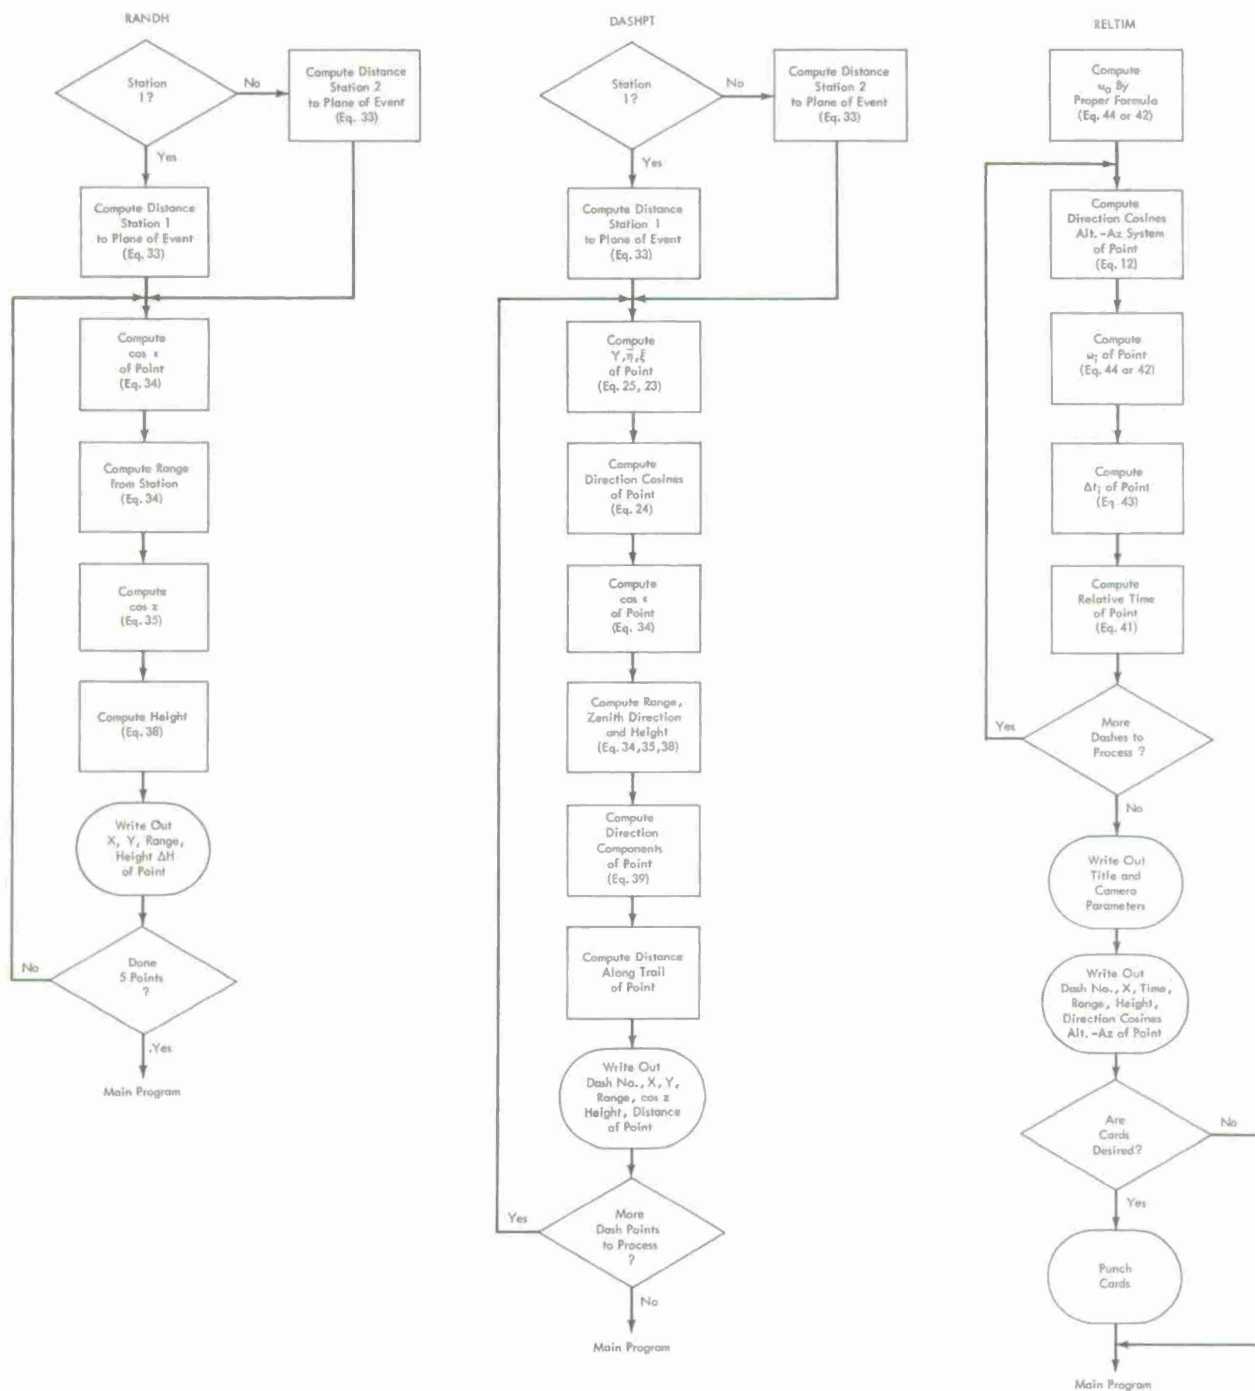 RANDH
Station
1?
No
Compute Distance
Station 2
to Plane of Event
(Eq. 33)
Yes
Compute Distance
Station 1
to Plane of Event
(Eq. 33)
Compute
cos ε
of Point
(Eq. 34)
Compute Range
from Station
(Eq. 34)
Compute
cos z
(Eq. 35)
Compute Height
(Eq. 38)
Write Out
X, Y, Range,
Height ΔH
of Point
Done
5 Points
?
No
.Yes
Main Program
DASHPT
Station
1?
No
Compute Distance
Station 2
to Plane of Event
(Eq. 33)
Yes
Compute Distance
Station 1
to Plane of Event
(Eq. 33)
Compute
Y, η̄, ξ
of Point
(Eq. 25, 23)
Compute
Direction Cosines
of Point
(Eq. 24)
Compute
cos ε
of Point
(Eq. 34)
Compute Range,
Zenith Direction
and Height
(Eq. 34, 35, 38)
Compute
Direction
Components
of Point
(Eq. 39)
Compute Distance
Along Trail
of Point
Write Out
Dash No., X, Y,
Range, cos z
Height, Distance
of Point
More
Dash Points
to Process
?
Yes
No
Main Program
RELTIM
Compute
ω₀ By
Proper Formula
(Eq. 44 or 42)
Compute
Direction Cosines
Alt. -Az System
of Point
(Eq. 12)
Compute
ωᵢ of Point
(Eq. 44 or 42)
Compute
Δtᵢ of Point
(Eq. 43)
Compute
Relative Time
of Point
(Eq. 41)
More
Dashes to
Process ?
Yes
No
Write Out
Title and
Camera
Parameters
Write Out
Dash No., X, Time,
Range, Height,
Direction Cosines
Alt. -Az of Point
Are
Cards
Desired?
No
Yes
Punch
Cards
Main Program